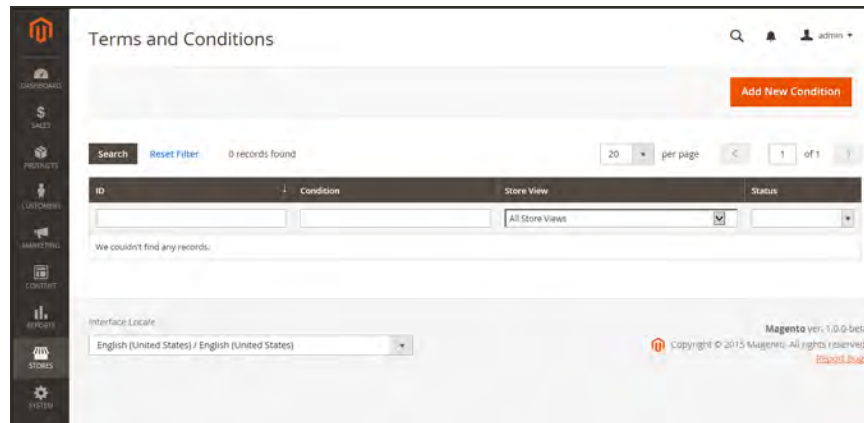 Terms and Conditions
admin
DASHBOARD
SALES
PRODUCTS
CUSTOMERS
MARKETING
CONTENT
REPORTS
STORES
SYSTEM
Add New Condition
Search Reset Filter 0 records found 20 per page 1 of 1
ID Condition Store View Status
All Store Views
We couldn't find any records.
Interface Locale
English (United States) / English (United States)
Magento ver. 1.0.0-beta
Copyright © 2015 Magento. All rights reserved.
Report Bugs